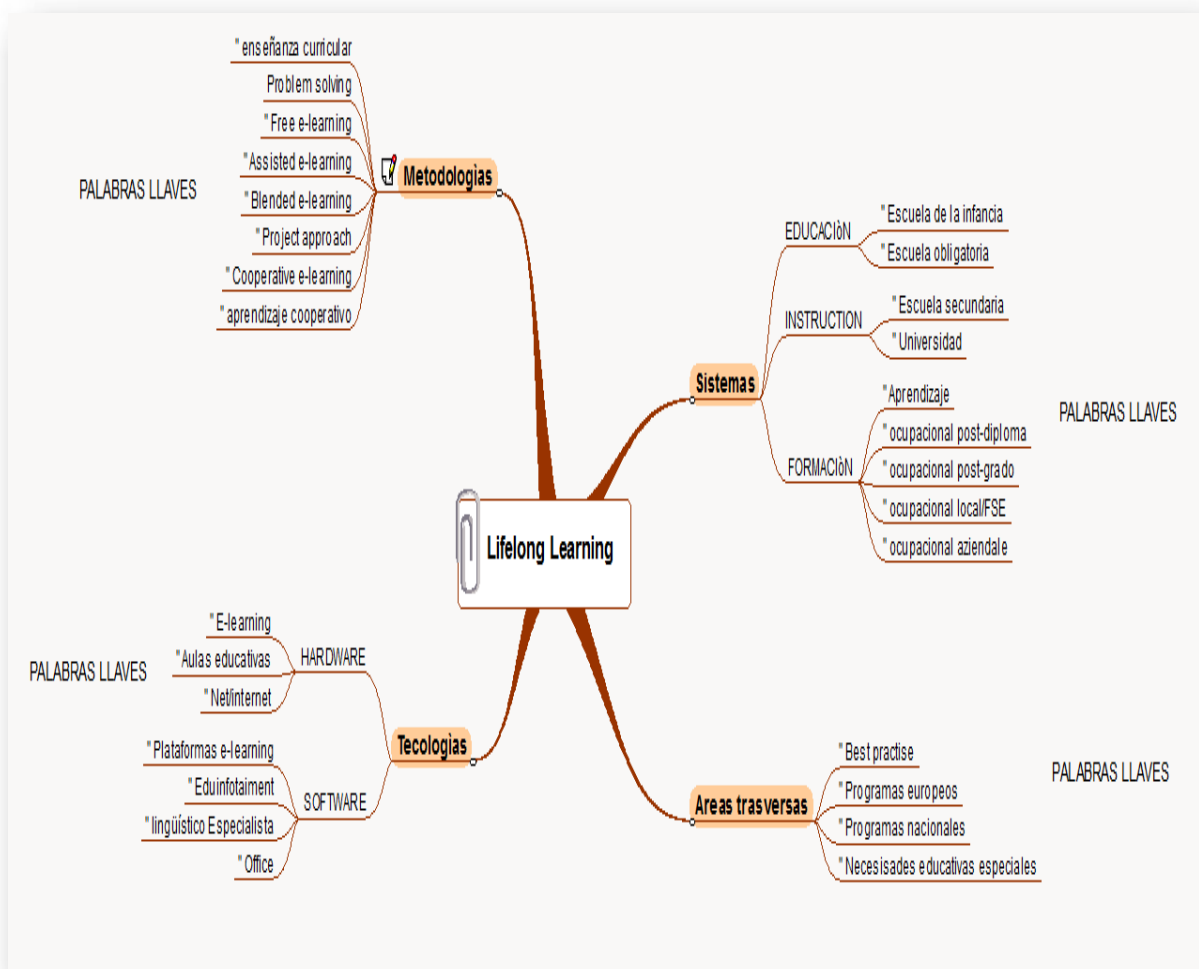 " enseñanza curricular
Problem solving
" Free e-learning
" Assisted e-learning
" Blended e-learning
" Project approach
" Cooperative e-learning
" aprendizaje cooperativo
Metodologìas
PALABRAS LLAVES
Sistemas
EDUCACIòN
" Escuela de la infancia
" Escuela obligatoria
INSTRUCTION
" Escuela secundaria
" Universidad
FORMACIòN
" Aprendizaje
" ocupacional post-diploma
" ocupacional post-grado
" ocupacional local/FSE
" ocupacional aziendale
PALABRAS LLAVES
Lifelong Learning
" E-learning
" Aulas educativas
" Net/internet
HARDWARE
PALABRAS LLAVES
" Plataformas e-learning
" Eduinfotaiment
" lingüístico Especialista
" Office
SOFTWARE
Tecologìas
Areas trasversas
" Best practise
" Programas europeos
" Programas nacionales
" Necesisades educativas especiales
PALABRAS LLAVES